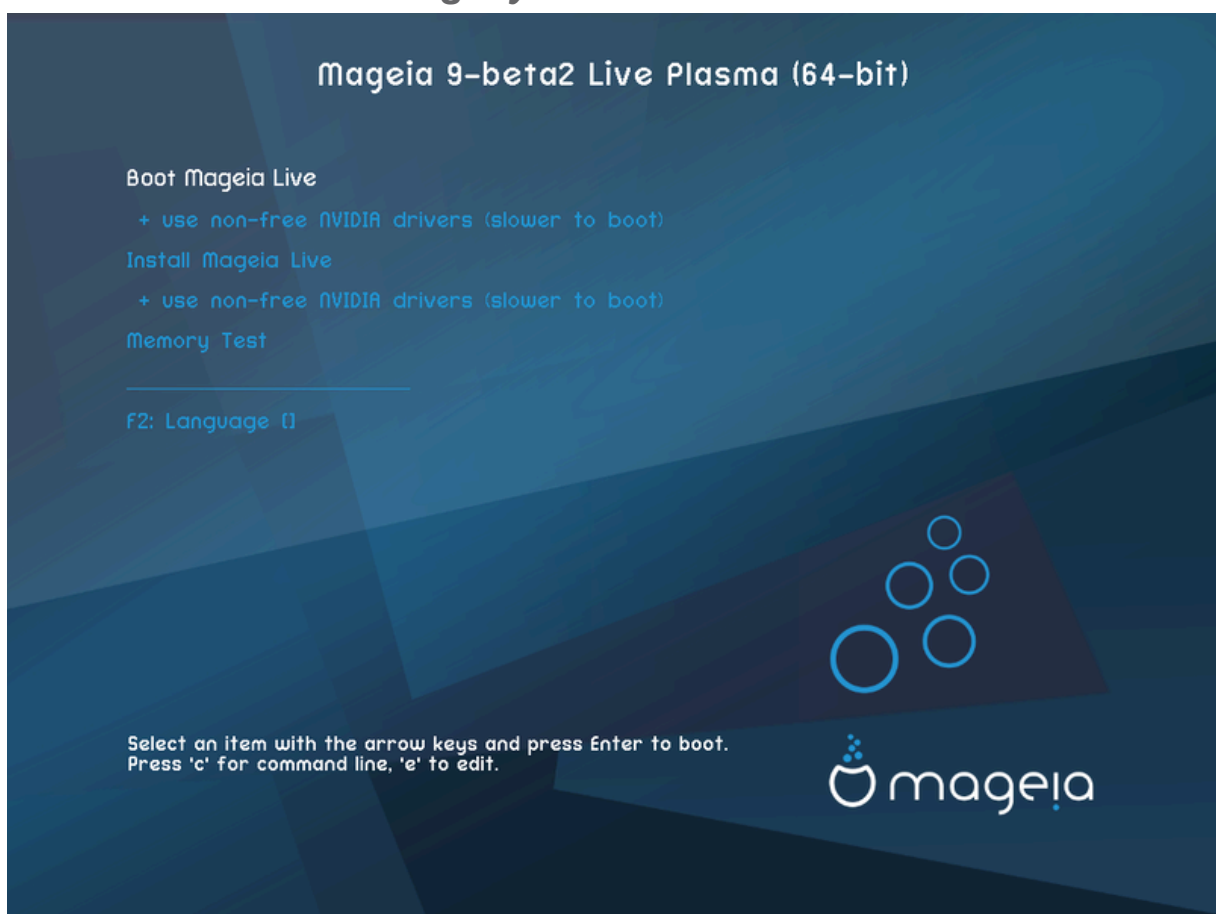 Mageia 9-beta2 Live Plasma (64-bit)
Boot Mageia Live
+ use non-free NVIDIA drivers (slower to boot)
Install Mageia Live
+ use non-free NVIDIA drivers (slower to boot)
Memory Test
F2: Language []
Select an item with the arrow keys and press Enter to boot.
Press 'c' for command line, 'e' to edit.
mageia